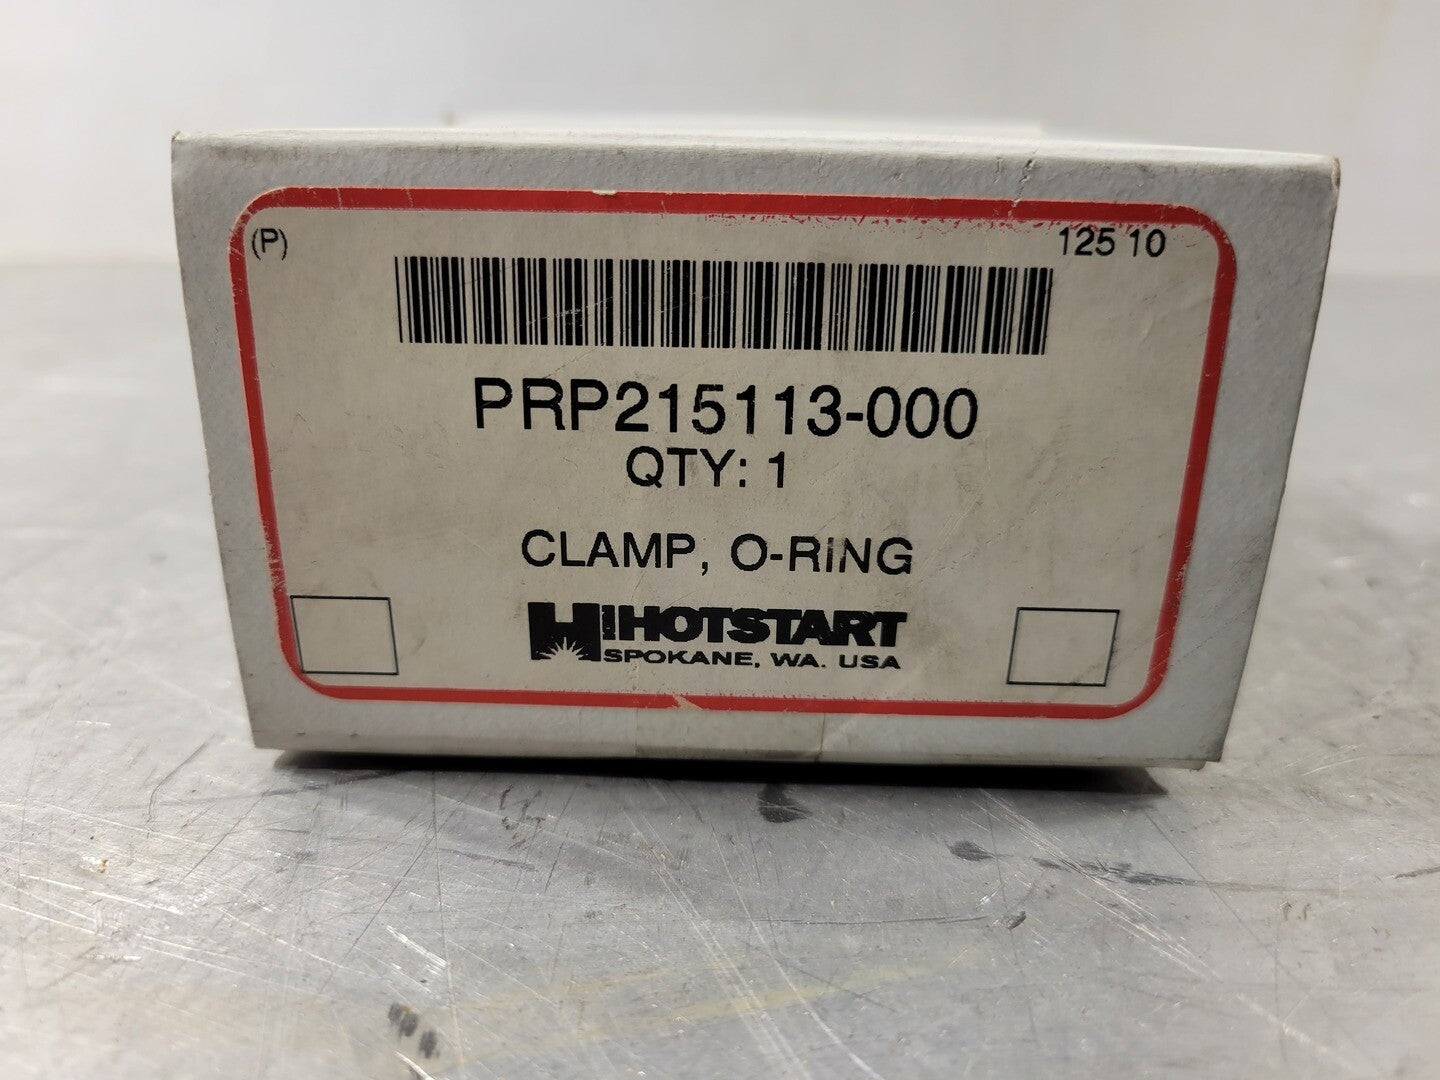 (P) 125 10
PRP215113-000
QTY: 1
CLAMP, O-RING
HOTSTART
SPOKANE, WA. USA